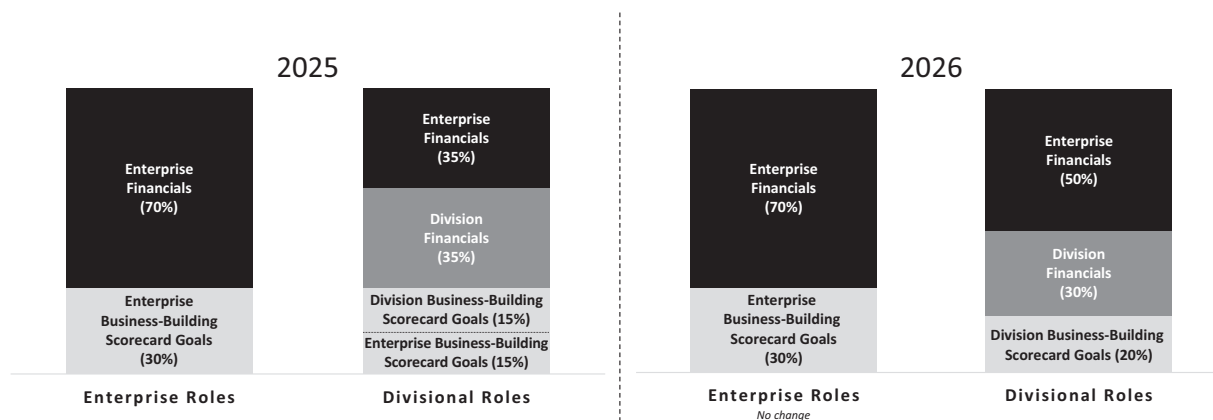 2025
Enterprise
Financials
(70%)
Enterprise
Business-Building
Scorecard Goals
(30%)
Enterprise Roles
Enterprise
Financials
(35%)
Division
Financials
(35%)
Division Business-Building
Scorecard Goals (15%)
Enterprise Business-Building
Scorecard Goals (15%)
Divisional Roles
2026
Enterprise
Financials
(70%)
Enterprise
Business-Building
Scorecard Goals
(30%)
Enterprise Roles
No change
Enterprise
Financials
(50%)
Division
Financials
(30%)
Division Business-Building
Scorecard Goals (20%)
Divisional Roles